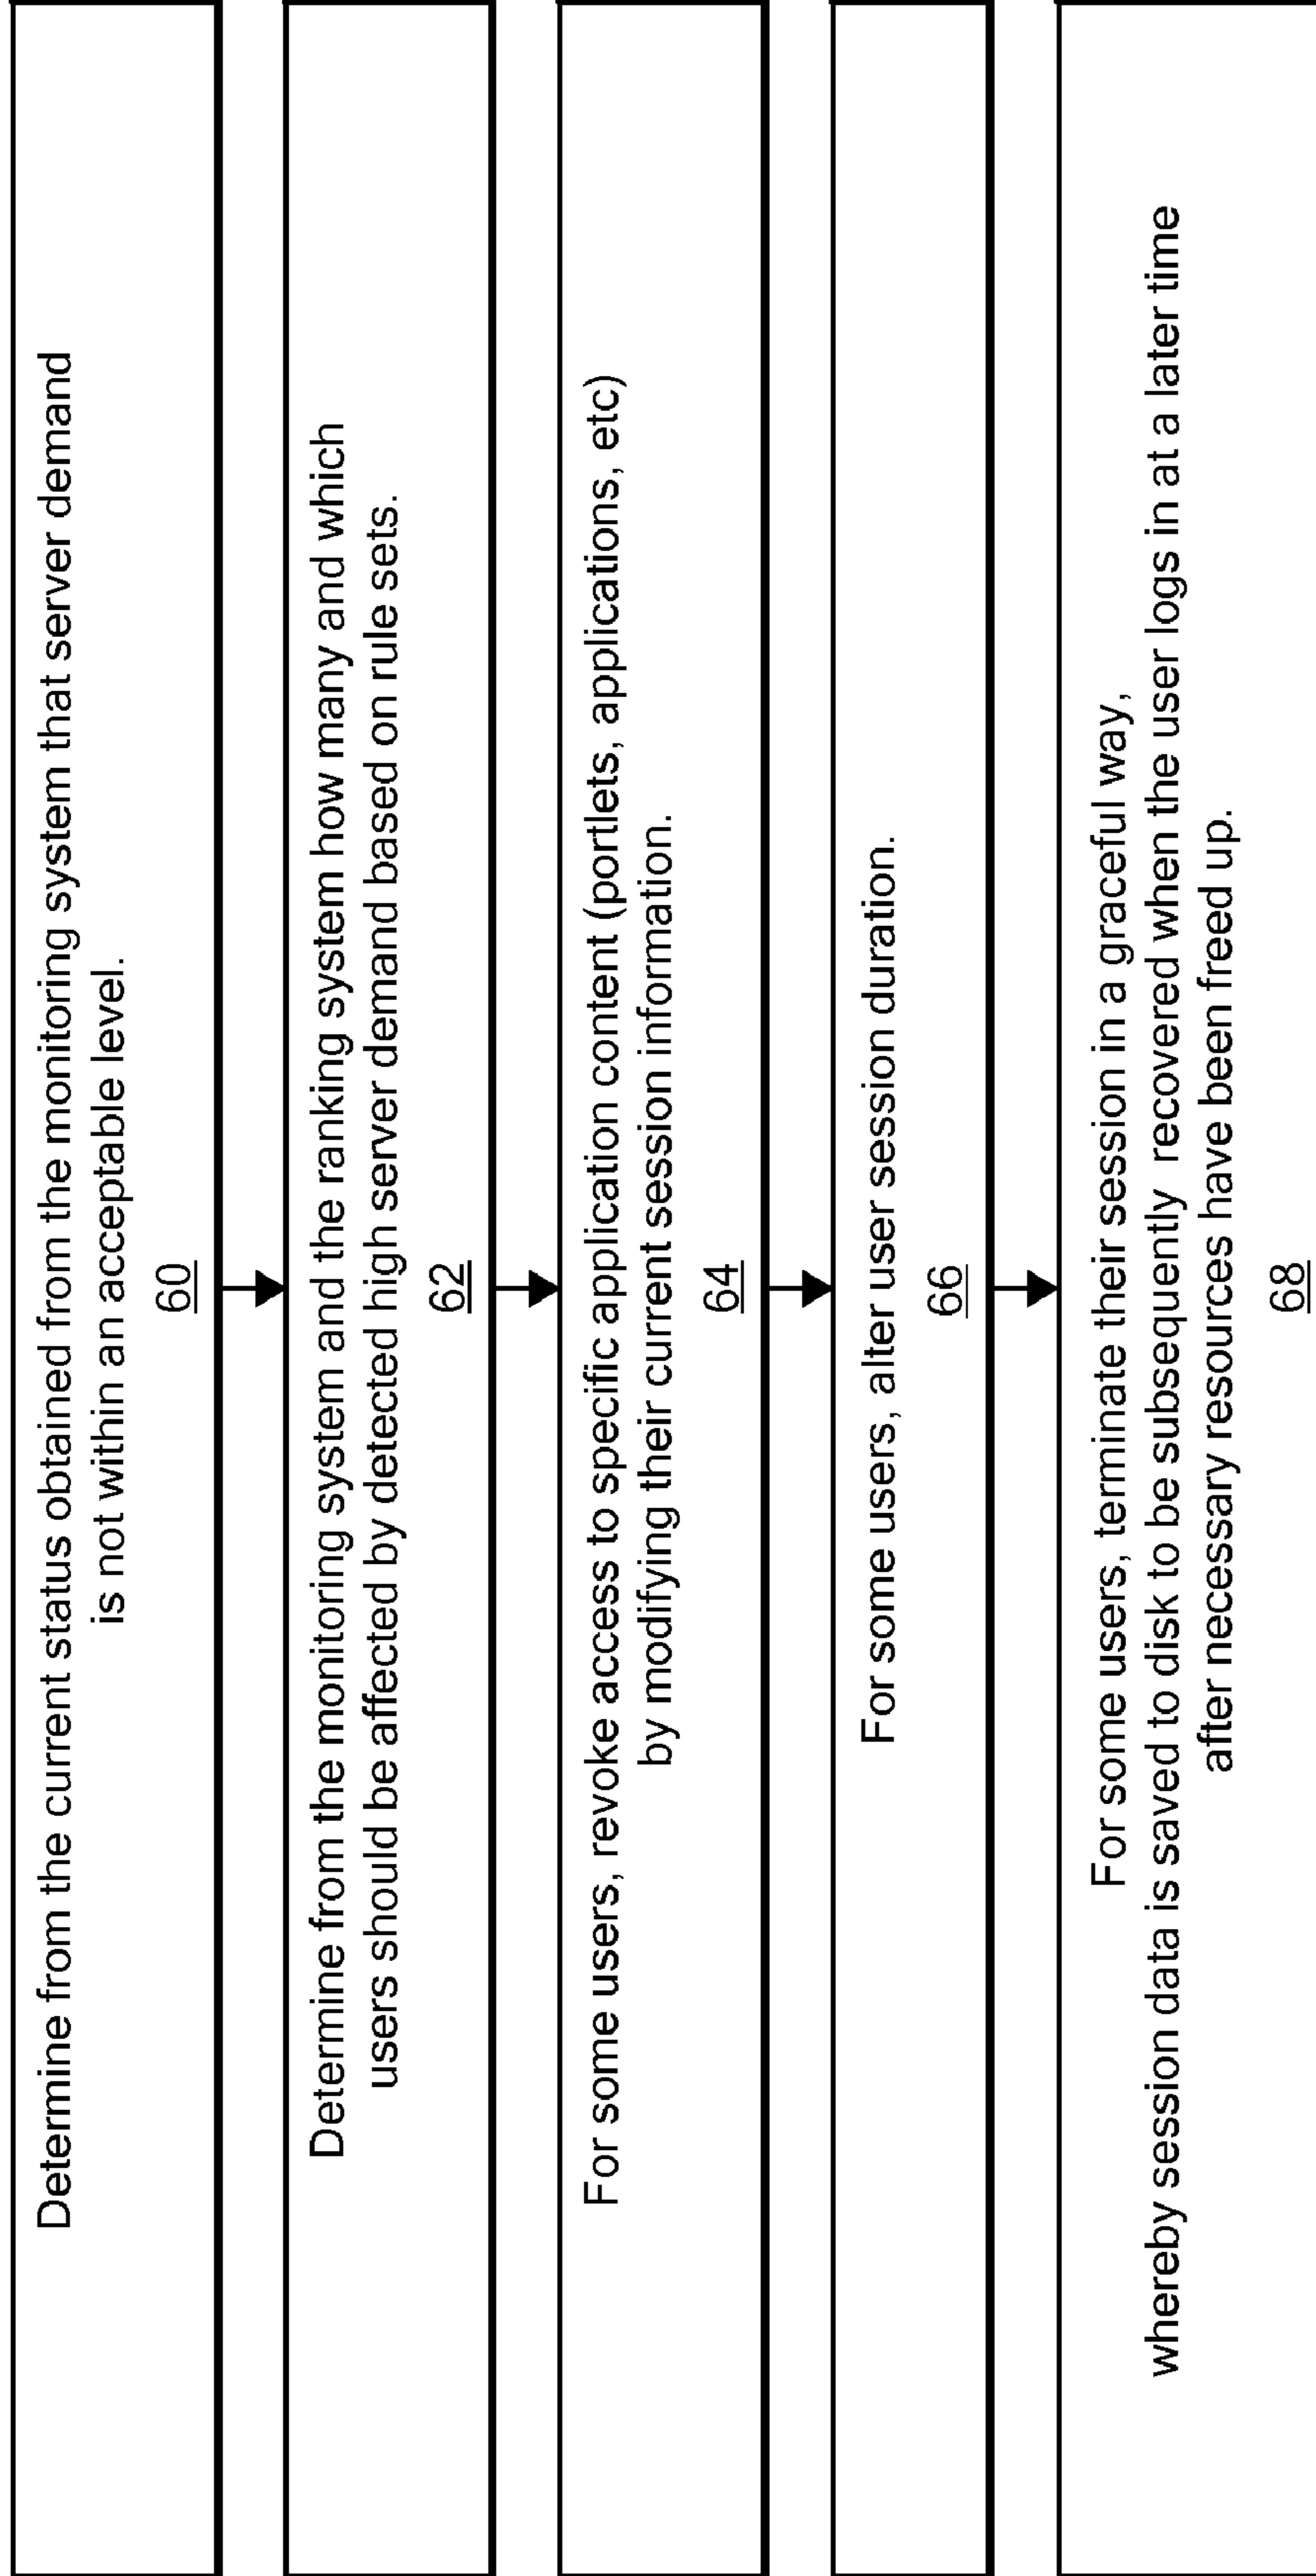 Determine from the current status obtained from the monitoring system that server demand
is not within an acceptable level.
60
Determine from the monitoring system and the ranking system how many and which
users should be affected by detected high server demand based on rule sets.
62
For some users, revoke access to specific application content (portlets, applications, etc)
by modifying their current session information.
64
For some users, alter user session duration.
66
For some users, terminate their session in a graceful way,
whereby session data is saved to disk to be subsequently recovered when the user logs in at a later time
after necessary resources have been freed up.
68